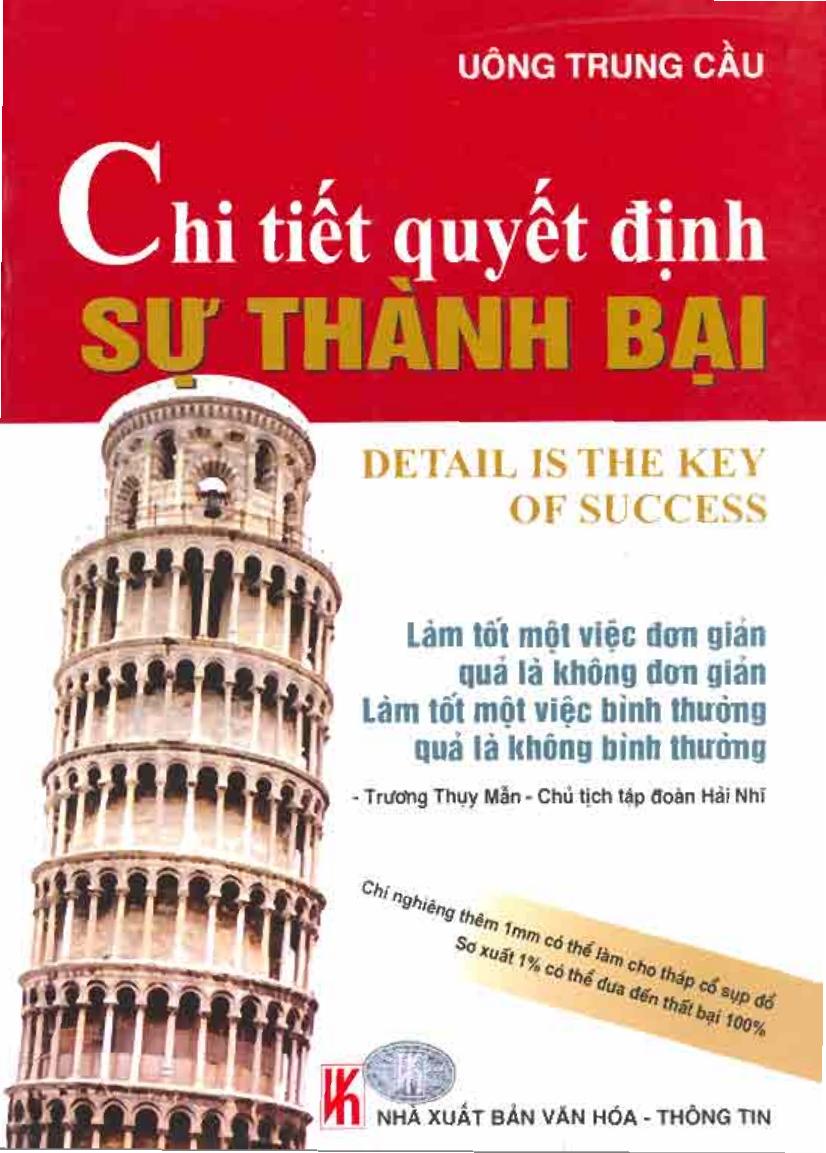 UÔNG TRUNG CẦU
Chi tiết quyết định
SỰ THÀNH BẠI
DETAIL IS THE KEY
OF SUCCESS
Làm tốt một việc đơn giản
quả là không đơn giản
Làm tốt một việc bình thường
quả là không bình thường
- Trương Thụy Mẫn - Chủ tịch tập đoàn Hải Nhĩ
Chỉ nghiêng thêm 1mm có thể làm cho tháp cổ sụp đổ
Sơ xuất 1% có thể đưa đến thất bại 100%
NHÀ XUẤT BẢN VĂN HÓA - THÔNG TIN